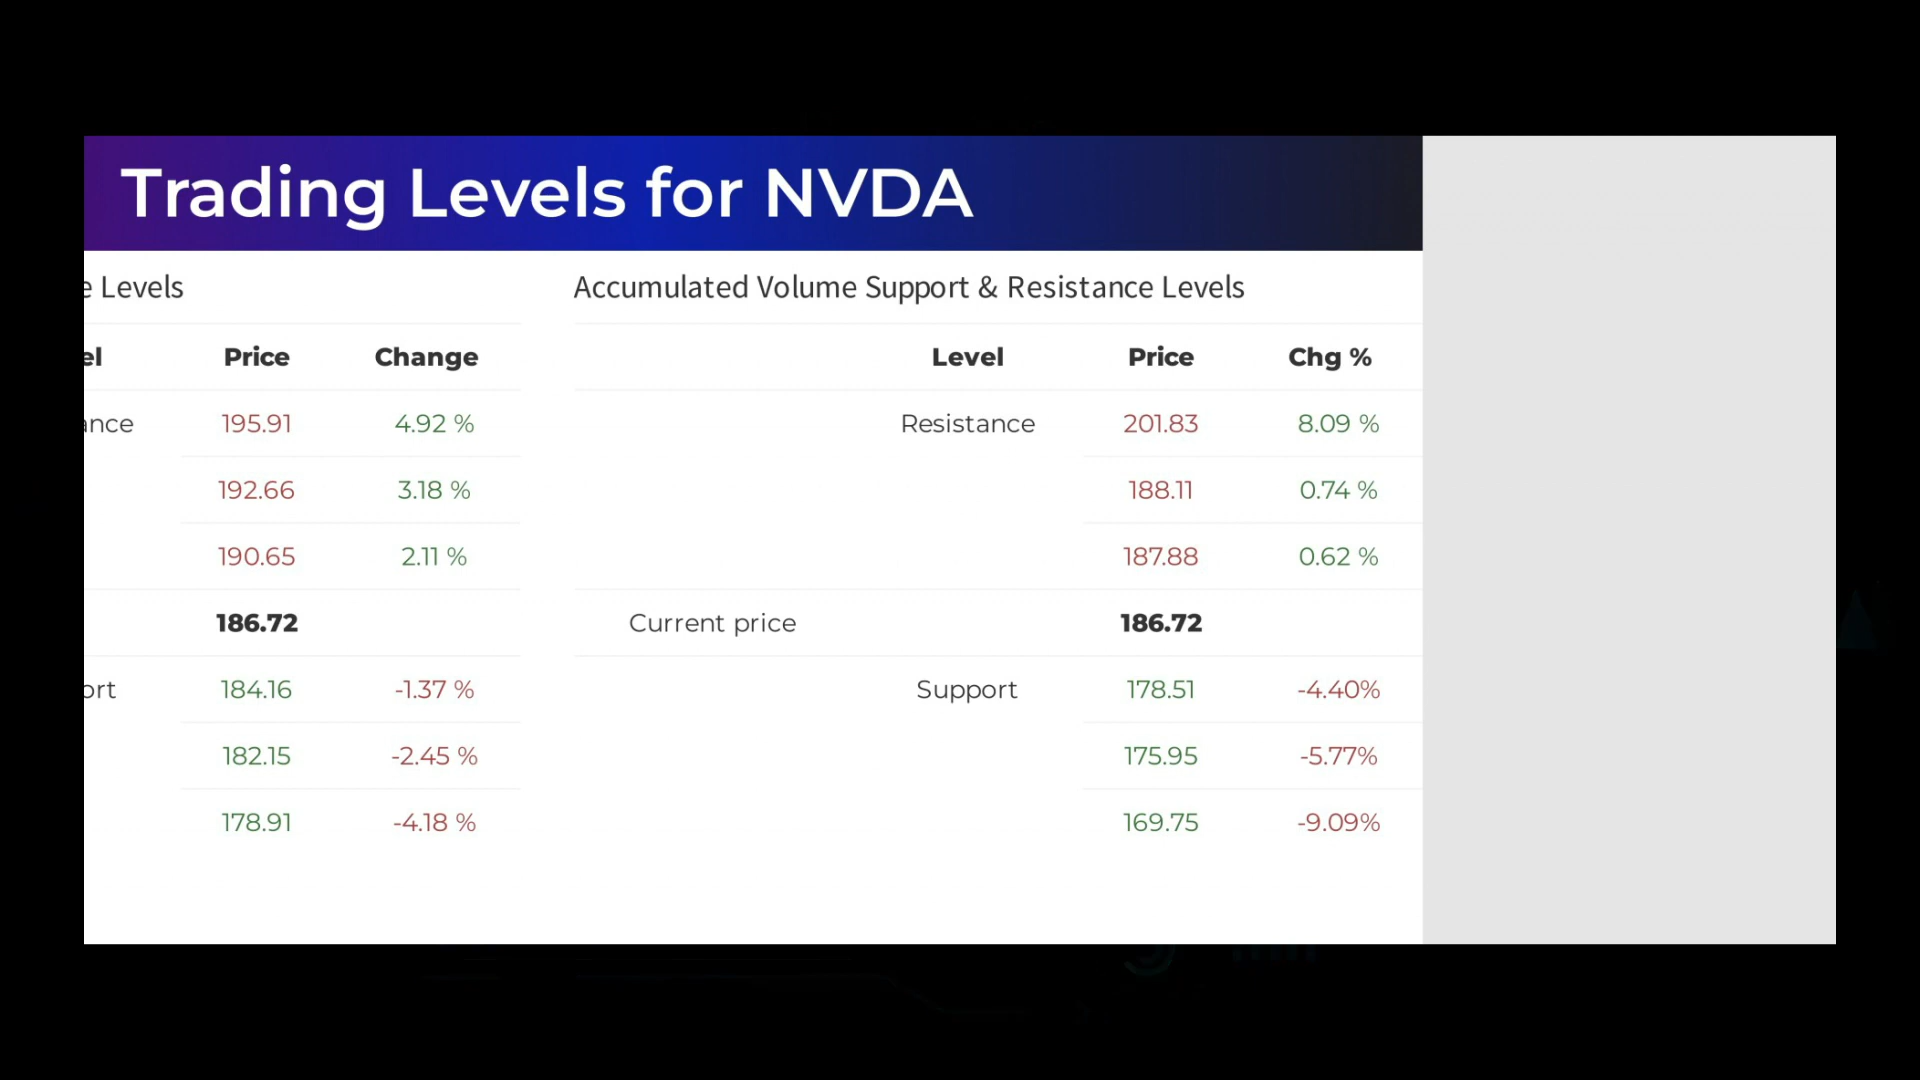 Trading Levels for NVDA
e Levels
el Price Change
ance 195.91 4.92 %
192.66 3.18 %
190.65 2.11 %
186.72
ort 184.16 -1.37 %
182.15 -2.45 %
178.91 -4.18 %
Accumulated Volume Support & Resistance Levels
Level Price Chg %
Resistance 201.83 8.09 %
188.11 0.74 %
187.88 0.62 %
Current price 186.72
Support 178.51 -4.40%
175.95 -5.77%
169.75 -9.09%